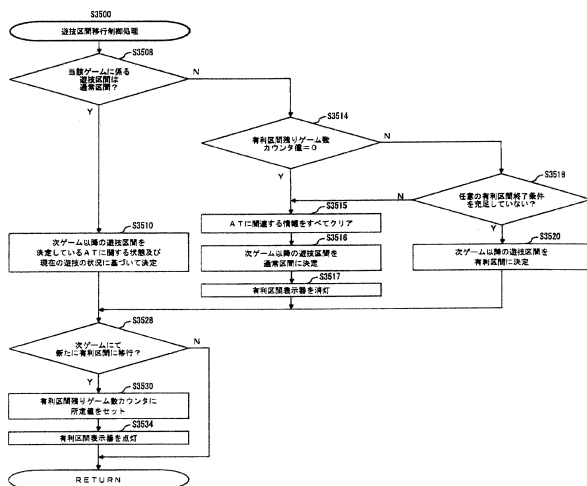 S3500
遊技区間移行制御処理
S3508
当該ゲームに係る
遊技区間は
通常区間?
N
Y
S3514
有利区間残りゲーム数
カウンタ値=0
N
Y
S3518
任意の有利区間終了条件
を充足していない?
N
Y
S3510
次ゲーム以降の遊技区間を
決定しているATに関する状態及び
現在の遊技の状況に基づいて決定
S3515
ATに関連する情報をすべてクリア
S3516
次ゲーム以降の遊技区間を
通常区間に決定
S3517
有利区間表示器を消灯
S3520
次ゲーム以降の遊技区間を
有利区間に決定
S3528
次ゲームにて
新たに有利区間に移行?
N
Y
S3530
有利区間残りゲーム数カウンタに
所定値をセット
S3534
有利区間表示器を点灯
RETURN